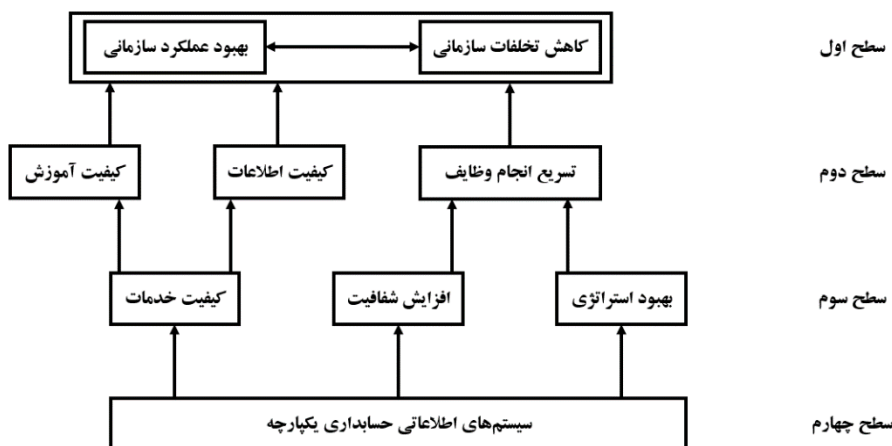 سطح اول
کاهش تخلفات سازمانی
بهبود عملکرد سازمانی
سطح دوم
تسریع انجام وظایف
کیفیت اطلاعات
کیفیت آموزش
سطح سوم
بهبود استراتژی
افزایش شفافیت
کیفیت خدمات
سطح چهارم
سیستم‌های اطلاعاتی حسابداری یکپارچه